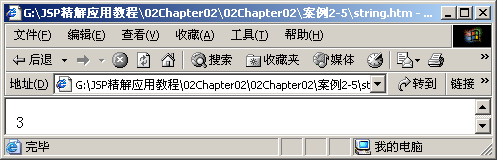 G:\JSP精解应用教程\02Chapter02\02Chapter02\案例2-5\string.htm - ...
文件(F) 编辑(E) 查看(V) 收藏(A) 工具(T) 帮助(H)
后退 搜索 收藏夹 媒体
地址(D) G:\JSP精解应用教程\02Chapter02\02Chapter02\案例2-5\st 转到 链接 »
3
完毕 我的电脑